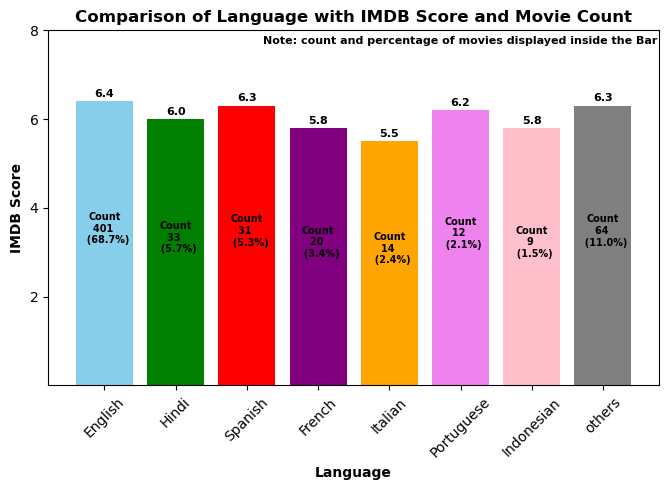 Comparison of Language with IMDB Score and Movie Count
Note: count and percentage of movies displayed inside the Bar
IMDB Score
8
6
4
2
6.4
6.0
6.3
5.8
5.5
6.2
5.8
6.3
Count
401
(68.7%)
Count
33
(5.7%)
Count
31
(5.3%)
Count
20
(3.4%)
Count
14
(2.4%)
Count
12
(2.1%)
Count
9
(1.5%)
Count
64
(11.0%)
English
Hindi
Spanish
French
Italian
Portuguese
Indonesian
others
Language